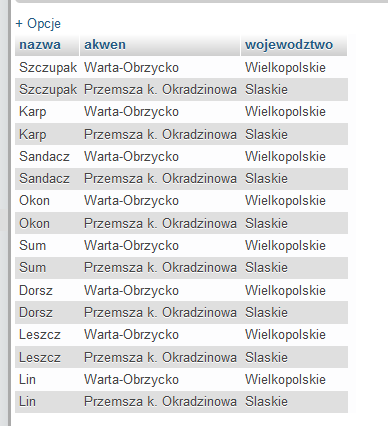 + Opcje
nazwa akwen wojewodztwo
Szczupak Warta-Obrzycko Wielkopolskie
Szczupak Przemsza k. Okradzinowa Slaskie
Karp Warta-Obrzycko Wielkopolskie
Karp Przemsza k. Okradzinowa Slaskie
Sandacz Warta-Obrzycko Wielkopolskie
Sandacz Przemsza k. Okradzinowa Slaskie
Okon Warta-Obrzycko Wielkopolskie
Okon Przemsza k. Okradzinowa Slaskie
Sum Warta-Obrzycko Wielkopolskie
Sum Przemsza k. Okradzinowa Slaskie
Dorsz Warta-Obrzycko Wielkopolskie
Dorsz Przemsza k. Okradzinowa Slaskie
Leszcz Warta-Obrzycko Wielkopolskie
Leszcz Przemsza k. Okradzinowa Slaskie
Lin Warta-Obrzycko Wielkopolskie
Lin Przemsza k. Okradzinowa Slaskie